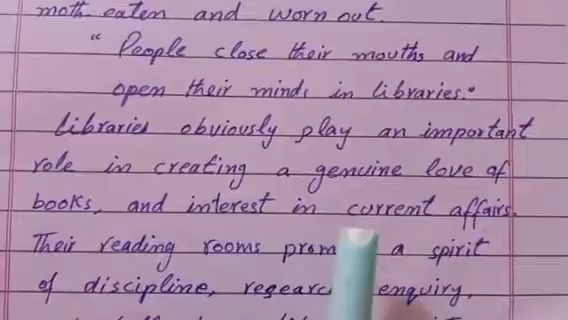 moth eaten and worn out.
"People close their mouths and
open their minds in libraries."
Libraries obviously play an important
role in creating a genuine love of
books, and interest in current affairs.
Their reading rooms a spirit
of discipline, enquiry,